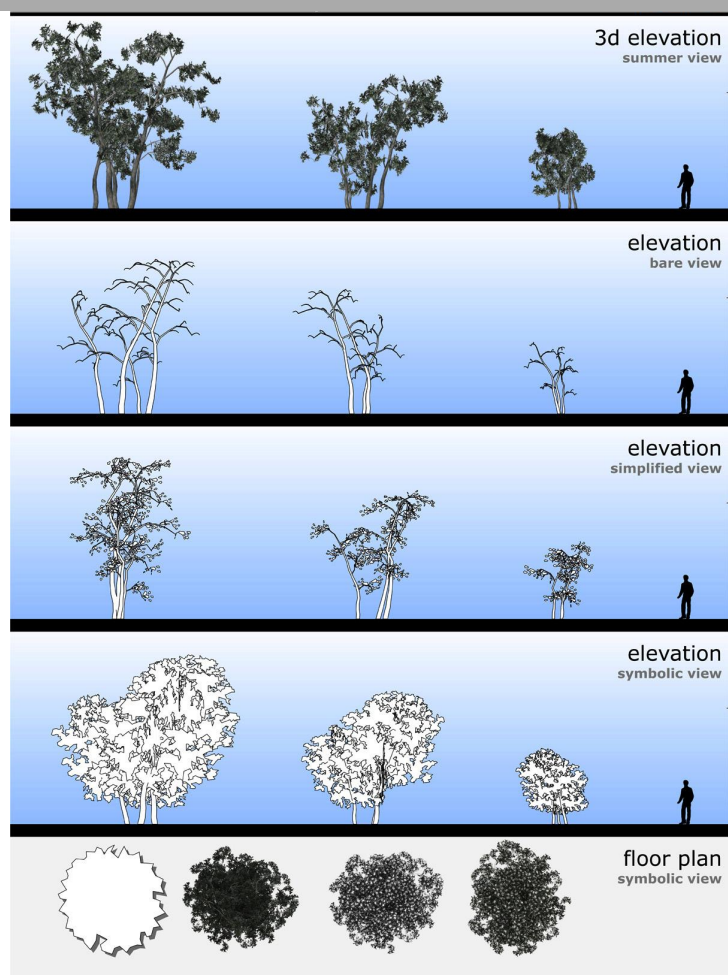 3d elevation
summer view
elevation
bare view
elevation
simplified view
elevation
symbolic view
floor plan
symbolic view